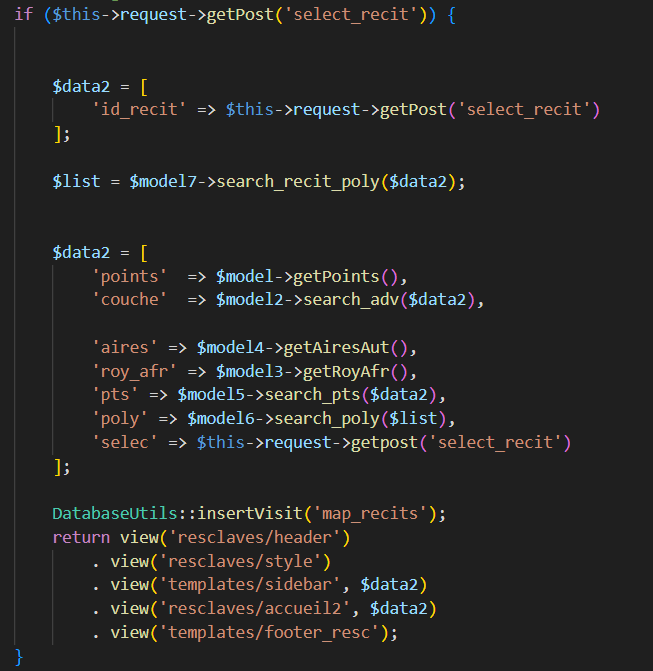 if ($this->request->getPost('select_recit')) {
$data2 = [
'id_recit' => $this->request->getPost('select_recit')
];
$list = $model7->search_recit_poly($data2);
$data2 = [
'points'  => $model->getPoints(),
'couche'  => $model2->search_adv($data2),
'aires' => $model4->getAiresAut(),
'roy_afr' => $model3->getRoyAfr(),
'pts' => $model5->search_pts($data2),
'poly' => $model6->search_poly($list),
'selec' => $this->request->getpost('select_recit')
];
DatabaseUtils::insertVisit('map_recits');
return view('resclaves/header')
. view('resclaves/style')
. view('templates/sidebar', $data2)
. view('resclaves/accueil2', $data2)
. view('templates/footer_resc');
}